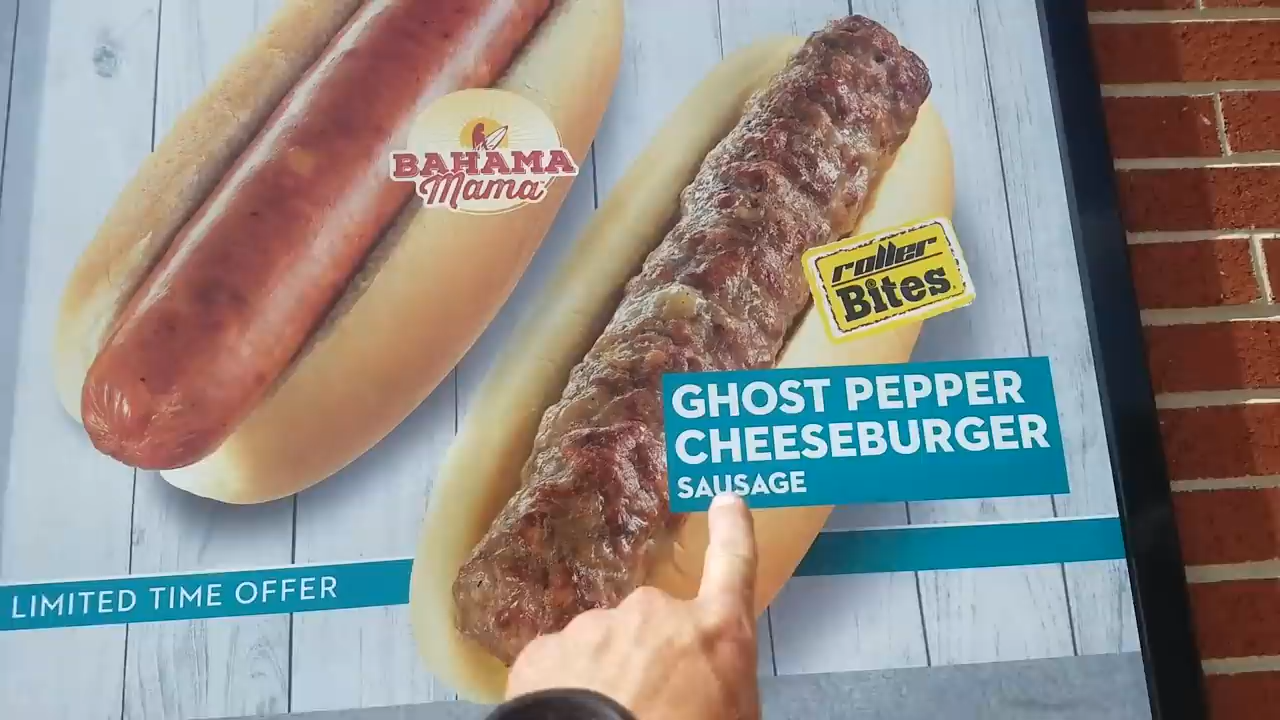 BAHAMA
Mama
roller
Bites
GHOST PEPPER
CHEESEBURGER
SAUSAGE
LIMITED TIME OFFER